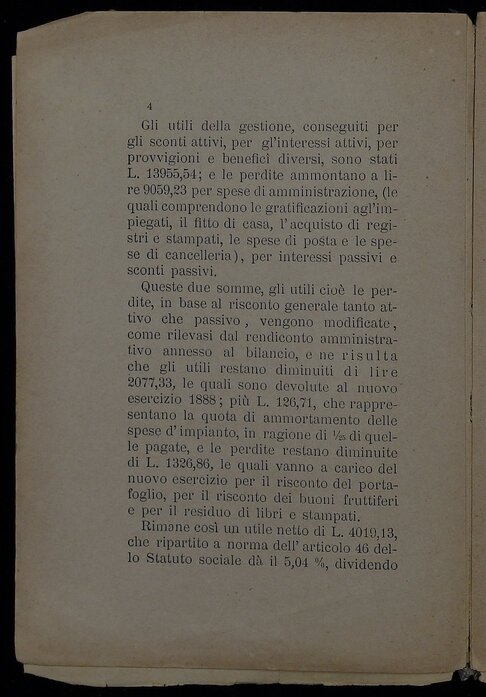 4
Gli utili della gestione, conseguiti per
gli sconti attivi, per gl'interessi attivi, per
provvigioni e benefici diversi, sono stati
L. 13955,54; e le perdite ammontano a li-
re 9059,23 per spese di amministrazione, (le
quali comprendono le gratificazioni agl'im-
piegati, il fitto di casa, l'acquisto di regi-
stri e stampati, le spese di posta e le spe-
se di cancelleria), per interessi passivi e
sconti passivi.
Queste due somme, gli utili cioè le per-
dite, in base al risconto generale tanto at-
tivo che passivo, vengono modificate,
come rilevasi dal rendiconto amministra-
tivo annesso al bilancio, e ne risulta
che gli utili restano diminuiti di lire
2077,33, le quali sono devolute al nuovo
esercizio 1888; più L. 126,71, che rappre-
sentano la quota di ammortamento delle
spese d'impianto, in ragione di 1/25 di quel-
le pagate, e le perdite restano diminuite
di L. 1326,86, le quali vanno a carico del
nuovo esercizio per il risconto del porta-
foglio, per il risconto dei buoni fruttiferi
e per il residuo di libri e stampati.
Rimane così un utile netto di L. 4019,13,
che ripartito a norma dell'articolo 46 del-
lo Statuto sociale dà il 5,04 %, dividendo